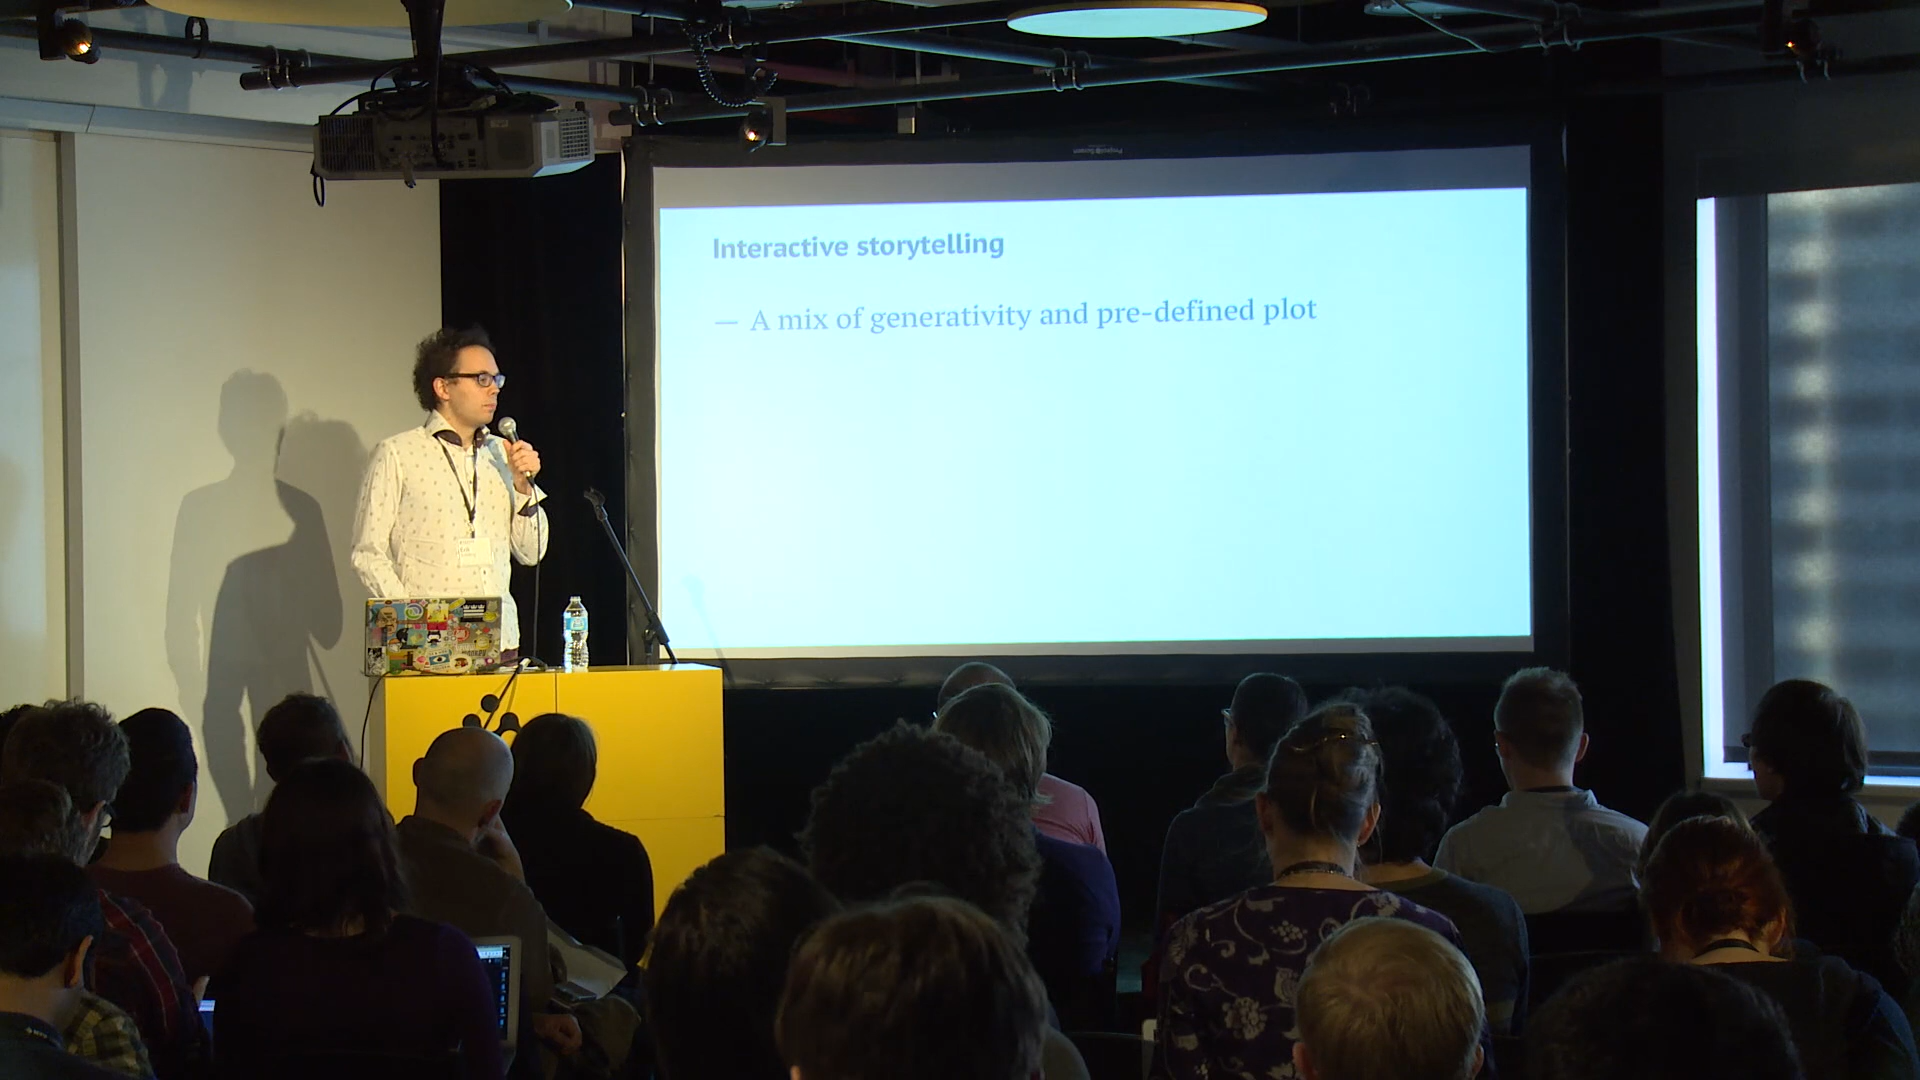 Interactive storytelling
— A mix of generativity and pre-defined plot